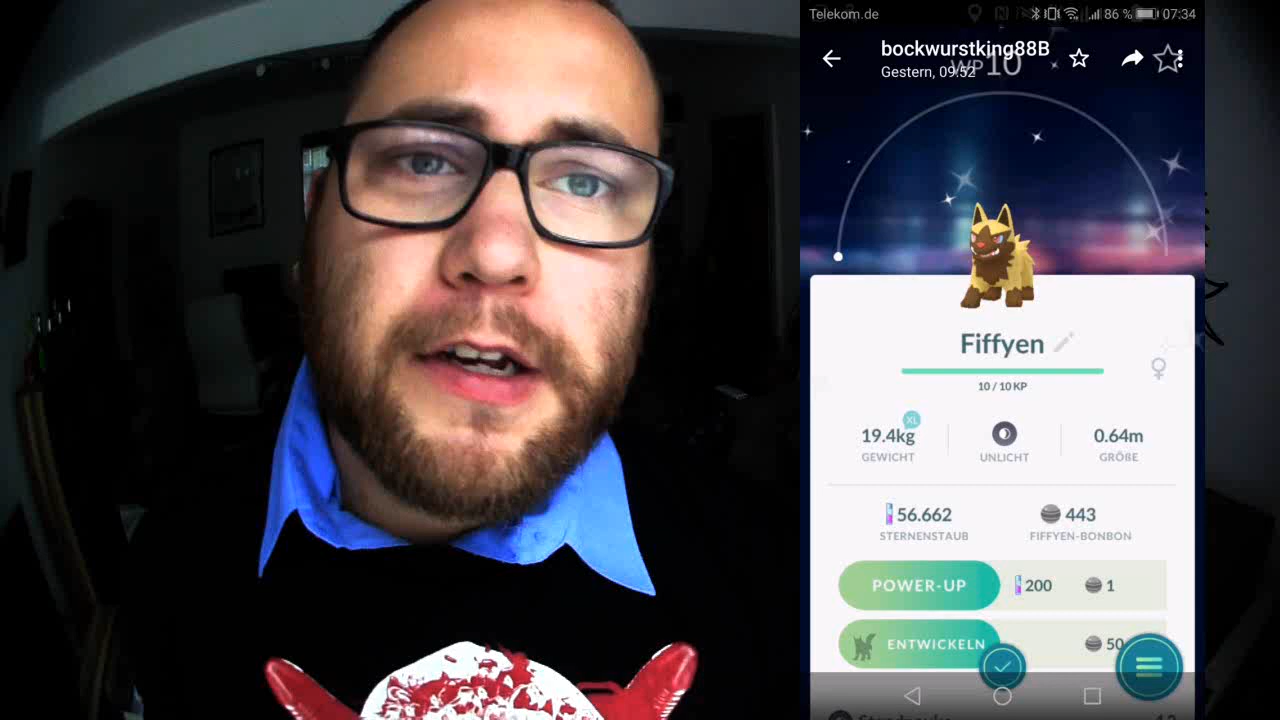 Telekom.de 86 % 07:34
bockwurstking88B
WP10
Gestern, 09:52
Fiffyen
10 / 10 KP
XL
19.4kg
GEWICHT
UNLICHT
0.64m
GRÖßE
56.662
STERNENSTAUB
443
FIFFYEN-BONBON
POWER-UP 200 1
ENTWICKELN 50